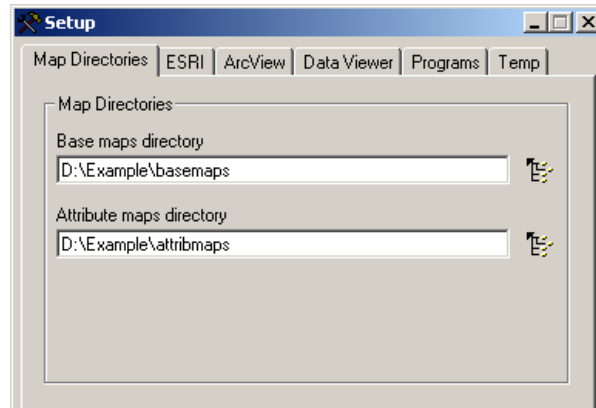 Setup
Map Directories ESRI ArcView Data Viewer Programs Temp
Map Directories
Base maps directory
D:\Example\basemaps
Attribute maps directory
D:\Example\attribmaps